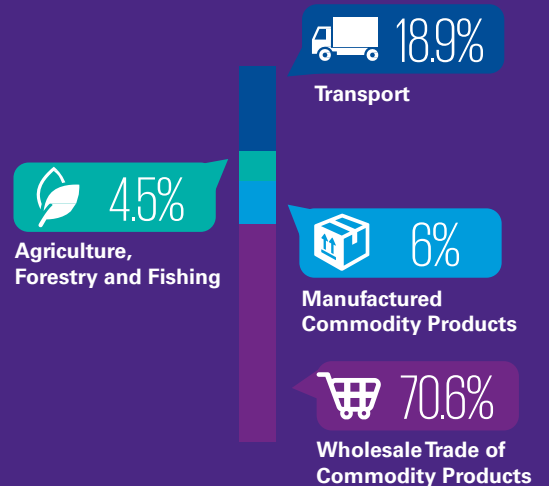 18.9%
Transport
4.5%
Agriculture,
Forestry and Fishing
6%
Manufactured
Commodity Products
70.6%
Wholesale Trade of
Commodity Products